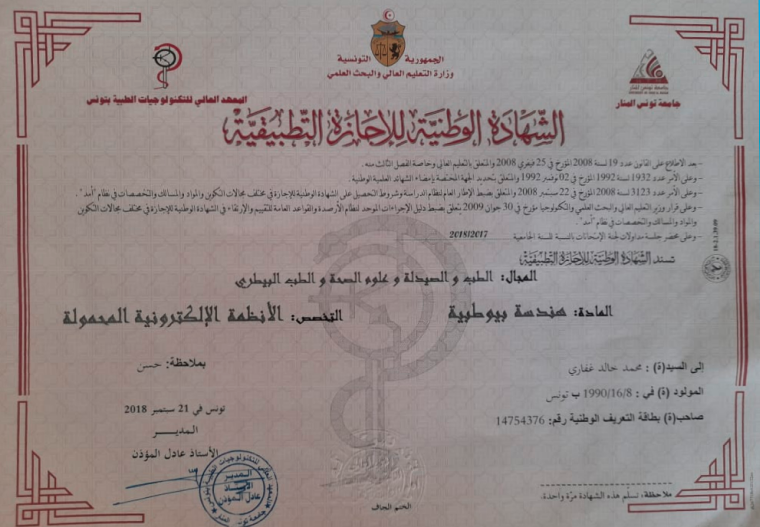 الجمهورية التونسية
وزارة التعليم العالي والبحث العلمي
جامعة تونس المنار
المعهد العالي للتكنولوجيات الطبية بتونس
الشهادة الوطنية للإجازة التطبيقية
- بعد الاطلاع على القانون عدد 19 لسنة 2008 المؤرخ في 25 فيفري 2008 والمتعلق بالتعليم العالي وخاصة الفصل الثالث منه .
- وعلى الأمر عدد 1932 لسنة 1992 المؤرخ في 02 نوفمبر 1992 والمتعلق بتحديد الجهة المختصة بإمضاء الشهائد العلمية الوطنية .
- وعلى الأمر عدد 3123 لسنة 2008 المؤرخ في 22 سبتمبر 2008 والمتعلق بضبط الإطار العام لنظام الدراسة وشروط التحصيل على الشهادة الوطنية للإجازة في مختلف مجالات التكوين والمواد والمسالك والتخصصات في نظام "أمد" .
- وعلى قرار وزير التعليم العالي والبحث العلمي والتكنولوجيا مؤرخ في 30 جوان 2009 يتعلق بضبط دليل الإجراءات الموحد لنظام الأرصدة والقواعد العامة للتقييم والإرتقاء في الشهادة الوطنية للإجازة في مختلف مجالات التكوين
والمواد والمسالك والتخصصات في نظام "أمد" .
- وعلى محضر جلسة مداولات لجنة الإمتحانات بالنسبة للسنة الجامعية 2018/2017
تسند الشهادة الوطنية للإجازة التطبيقية
المجال: الطب و الصيدلة و علوم الصحة و الطب البيطري
المادة: هندسة بيوطبية التخصص: الأنظمة الإلكترونية المحمولة
إلى السيد(ة) : محمد خالد غفاري بملاحظة: حسن
المولود (ة) في : 1990/16/8 ب تونس
صاحب(ة) بطاقة التعريف الوطنية رقم: 14754376
تونس في 21 سبتمبر 2018
المدير
الأستاذ عادل المؤذن
المدير
الأستاذ
عادل المؤذن
الختم الجاف
ملاحظة: تسلم هذه الشهادة مرّة واحدة.